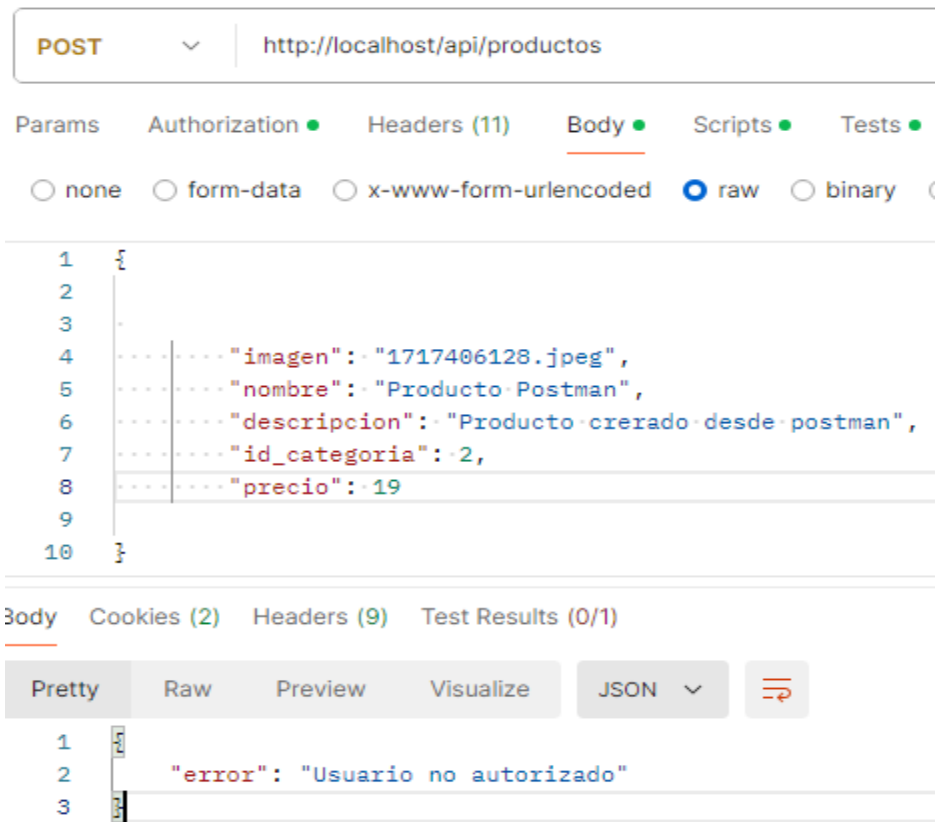 POST http://localhost/api/productos
Params Authorization Headers (11) Body Scripts Tests
none form-data x-www-form-urlencoded raw binary
1 {
2
3
4 "imagen": "1717406128.jpeg",
5 "nombre": "Producto Postman",
6 "descripcion": "Producto crerado desde postman",
7 "id_categoria": 2,
8 "precio": 19
9
10 }
Body Cookies (2) Headers (9) Test Results (0/1)
Pretty Raw Preview Visualize JSON
1 {
2 "error": "Usuario no autorizado"
3 }